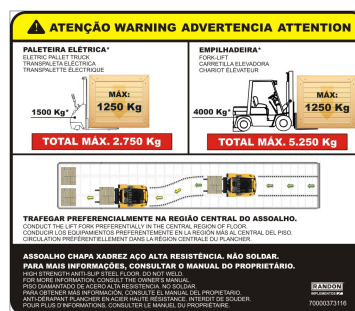 ATENÇÃO WARNING ADVERTENCIA ATTENTION
PALETEIRA ELÉTRICA*
ELETRIC PALLET TRUCK
TRANSPALETA ELÉCTRICA
TRANSPALETTE ÉLECTRIQUE
MÁX:
1250 Kg
1500 Kg*
TOTAL MÁX. 2.750 Kg
EMPILHADEIRA*
FORK-LIFT
CARRETILLA ELEVADORA
CHARIOT ÉLÉVATEUR
MÁX:
1250 Kg
4000 Kg*
TOTAL MÁX. 5.250 Kg
TRAFEGAR PREFERENCIALMENTE NA REGIÃO CENTRAL DO ASSOALHO.
CONDUCT THE LIFT FORK PREFERENTIALLY IN THE CENTRAL REGION OF FLOOR.
CONDUCIR LOS EQUIPAMENTOS PREFERENTEMENTE EN LA REGIÓN MÁS AL CENTRAL DEL PISO.
CIRCULATION PRÉFÉRENTIELLEMENT DANS LA RÉGION CENTRALE DU PLANCHER.
ASSOALHO CHAPA XADREZ AÇO ALTA RESISTÊNCIA. NÃO SOLDAR.
PARA MAIS INFORMAÇÕES, CONSULTAR O MANUAL DO PROPRIETÁRIO.
HIGH STRENGTH ANTI-SLIP STEEL FLOOR. DO NOT WELD.
FOR MORE INFORMATION, CONSULT THE OWNER'S MANUAL.
PISO DIAMANTADO DE ACERO ALTA RESISTENCIA. NO SOLDAR.
PARA OBTENER MÁS INFORMACIÓN, CONSULTE EL MANUAL DEL PROPIETARIO.
ANTI-DÉRAPANT PLANCHER EN ACIER HAUTE RÉSISTANCE. INTERDIT DE SOUDER.
POUR PLUS D'INFORMATIONS, CONSULTER LE MANUEL DU PROPRIÉTAIRE.
RANDON
IMPLEMENTOS
70000373116